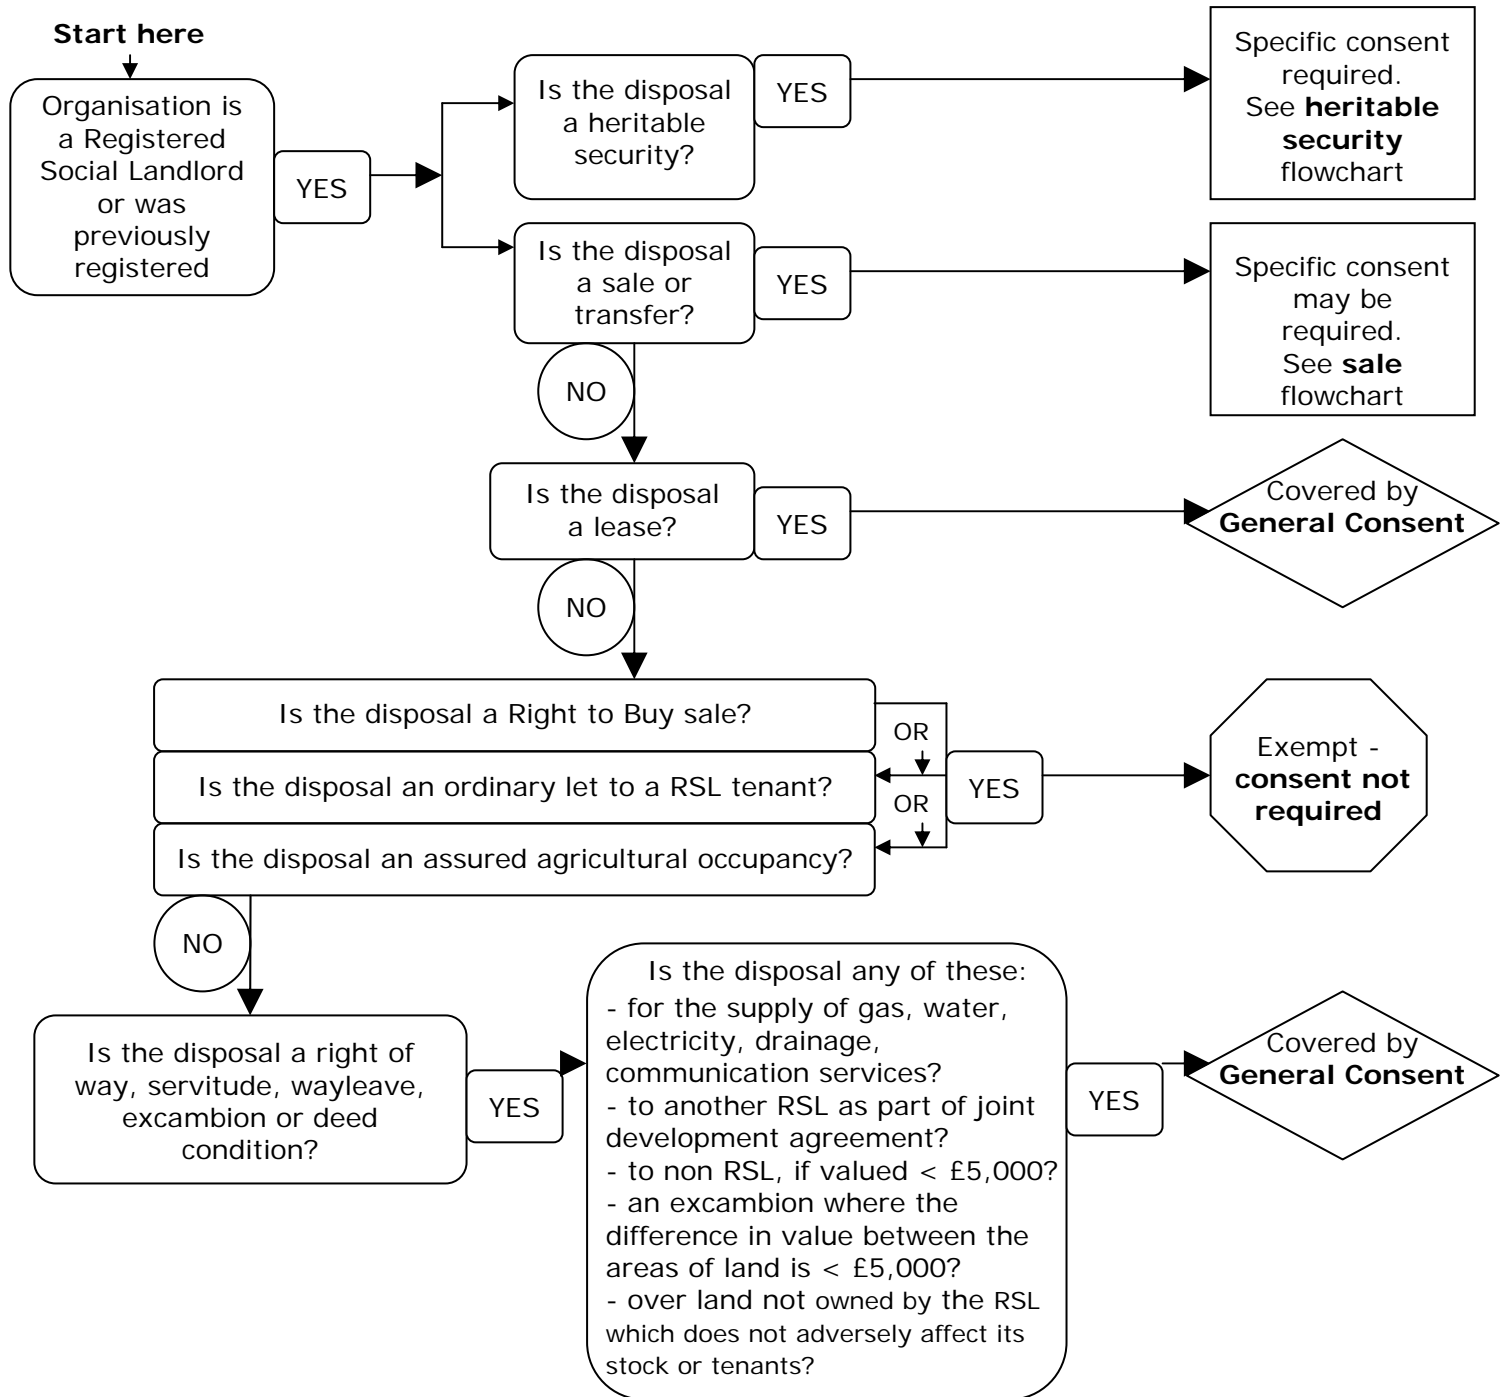 Start here
Organisation is
a Registered
Social Landlord
or was
previously
registered
YES
Is the disposal
a heritable
security?
YES
Specific consent
required.
See heritable
security
flowchart
Is the disposal
a sale or
transfer?
YES
Specific consent
may be
required.
See sale
flowchart
NO
Is the disposal
a lease?
YES
Covered by
General Consent
NO
Is the disposal a Right to Buy sale?
OR
Is the disposal an ordinary let to a RSL tenant?
OR
Is the disposal an assured agricultural occupancy?
YES
Exempt -
consent not
required
NO
Is the disposal a right of
way, servitude, wayleave,
excambion or deed
condition?
YES
Is the disposal any of these:
- for the supply of gas, water,
electricity, drainage,
communication services?
- to another RSL as part of joint
development agreement?
- to non RSL, if valued < £5,000?
- an excambion where the
difference in value between the
areas of land is < £5,000?
- over land not owned by the RSL
which does not adversely affect its
stock or tenants?
YES
Covered by
General Consent